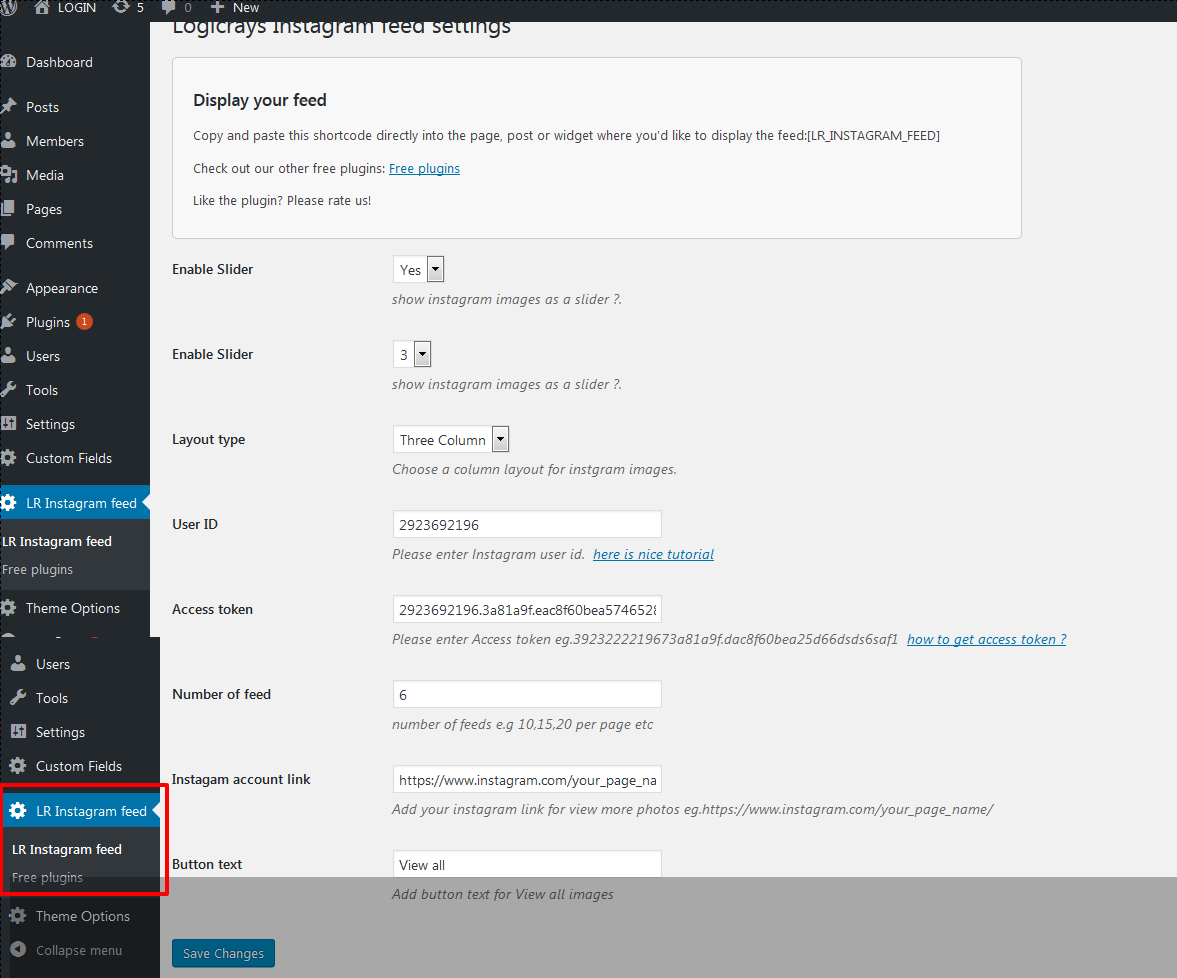 LOGIN 5 0 New
Logicrays Instagram feed settings
Dashboard
Posts
Members
Media
Pages
Comments
Appearance
Plugins 1
Users
Tools
Settings
Custom Fields
LR Instagram feed
LR Instagram feed
Free plugins
Theme Options
Users
Tools
Settings
Custom Fields
LR Instagram feed
LR Instagram feed
Free plugins
Theme Options
Collapse menu
Display your feed
Copy and paste this shortcode directly into the page, post or widget where you'd like to display the feed:[LR_INSTAGRAM_FEED]
Check out our other free plugins: Free plugins
Like the plugin? Please rate us!
Enable Slider
Yes
show instagram images as a slider ?.
Enable Slider
3
show instagram images as a slider ?.
Layout type
Three Column
Choose a column layout for instgram images.
User ID
2923692196
Please enter Instagram user id. here is nice tutorial
Access token
2923692196.3a81a9f.eac8f60bea5746528
Please enter Access token eg.3923222219673a81a9f.dac8f60bea25d66dsds6saf1 how to get access token ?
Number of feed
6
number of feeds e.g 10,15,20 per page etc
Instagam account link
https://www.instagram.com/your_page_na
Add your instagram link for view more photos eg.https://www.instagram.com/your_page_name/
Button text
View all
Add button text for View all images
Save Changes